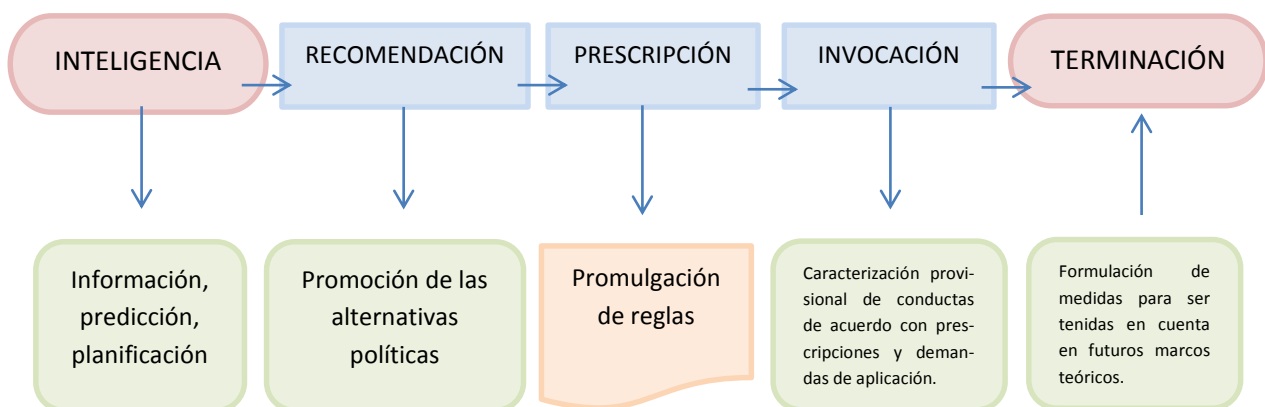 INTELIGENCIA
RECOMENDACIÓN
PRESCRIPCIÓN
INVOCACIÓN
TERMINACIÓN
Información,
predicción,
planificación
Promoción de las
alternativas
políticas
Promulgación
de reglas
Caracterización provi-
sional de conductas
de acuerdo con pres-
cripciones y deman-
das de aplicación.
Formulación de
medidas para ser
tenidas en cuenta
en futuros marcos
teóricos.